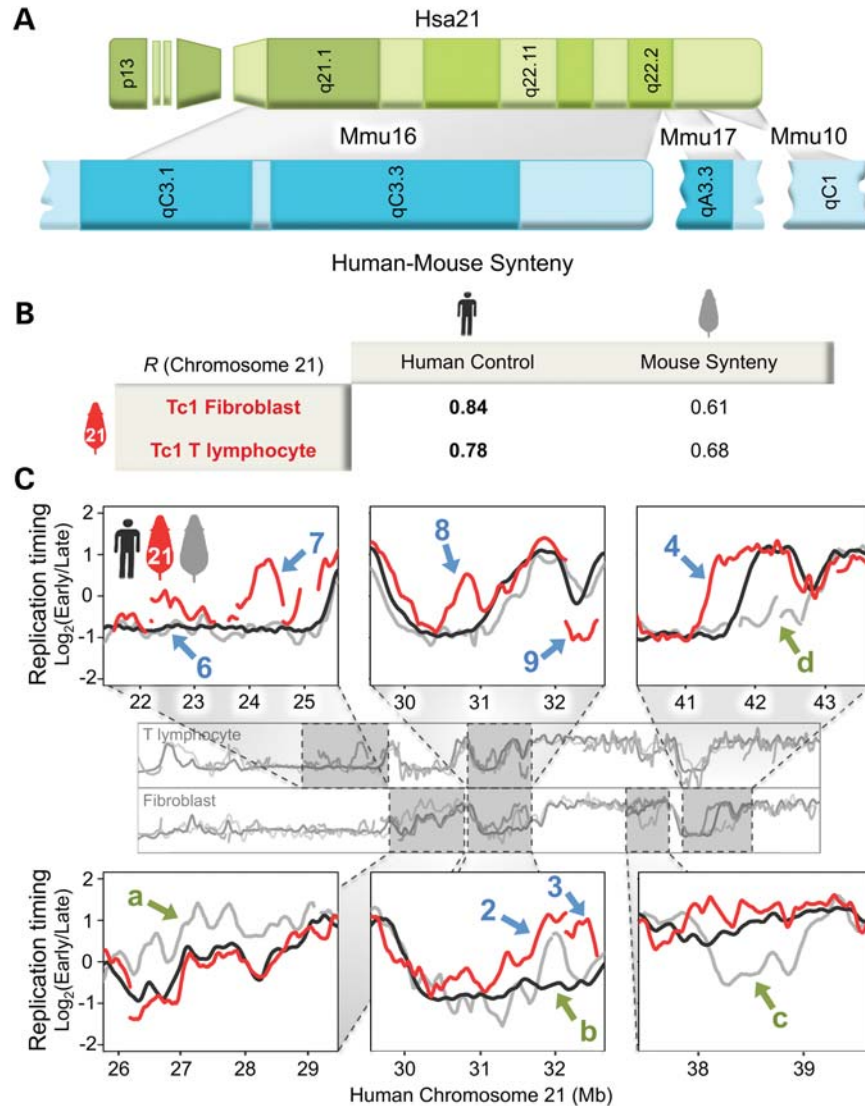 A
Hsa21
p13
q21.1
q22.11
q22.2
Mmu16
Mmu17
Mmu10
qC3.1
qC3.3
qA3.3
qC1
Human-Mouse Synteny
B
R (Chromosome 21)
Human Control
Mouse Synteny
21
Tc1 Fibroblast
0.84
0.61
Tc1 T lymphocyte
0.78
0.68
C
Replication timing
Log2(Early/Late)
2
1
0
-1
-2
21
7
6
22 23 24 25
8
9
30 31 32
4
d
41 42 43
T lymphocyte
Fibroblast
Replication timing
Log2(Early/Late)
2
1
0
-1
-2
a
26 27 28 29
2
3
b
30 31 32
c
38 39
Human Chromosome 21 (Mb)